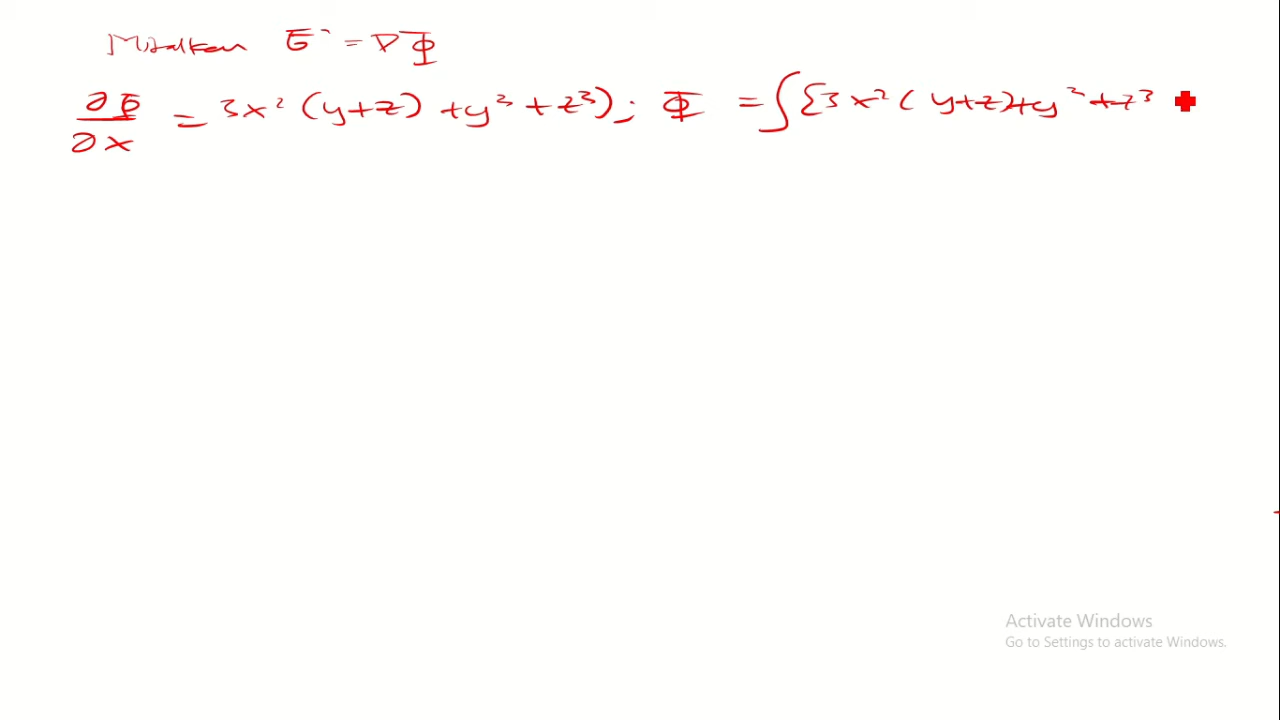 Misalkan F = ∇Φ
∂Φ/∂x = 3x² (y+z) + y³ + z³) ; Φ = ∫{3x² (y+z) + y³ + z³
Activate Windows
Go to Settings to activate Windows.